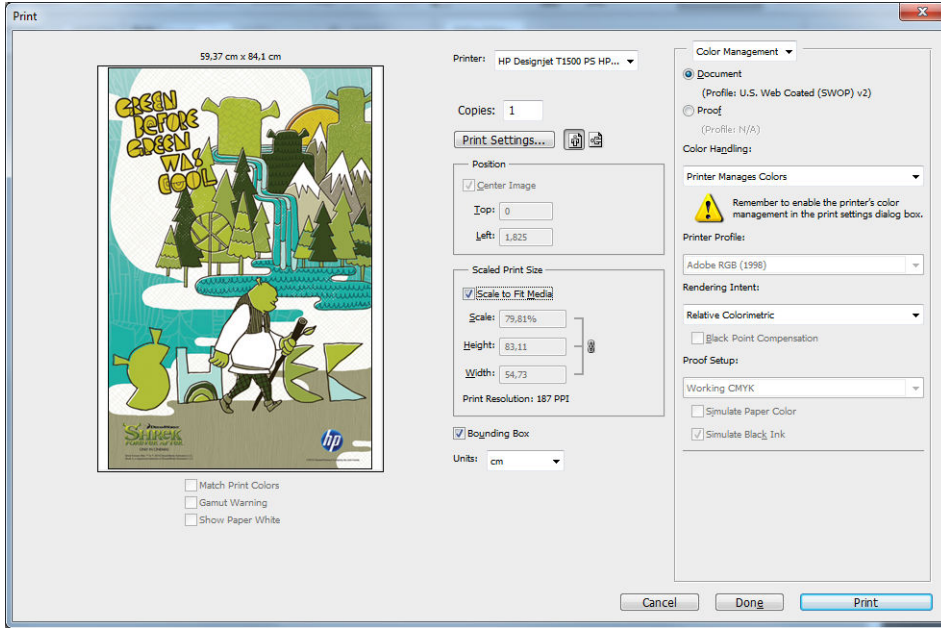 Print
59,37 cm x 84,1 cm
GREEN
BEFORE
GREEN
WAS
COOL
SHREK
DreamWorks
SHREK
FOREVER AFTER
hp
Match Print Colors
Gamut Warning
Show Paper White
Printer: HP Designjet T1500 PS HP...
Copies: 1
Print Settings...
Position
Center Image
Top: 0
Left: 1,825
Scaled Print Size
Scale to Fit Media
Scale: 79,81%
Height: 83,11
Width: 54,73
Print Resolution: 187 PPI
Bounding Box
Units: cm
Color Management
Document
(Profile: U.S. Web Coated (SWOP) v2)
Proof
(Profile: N/A)
Color Handling:
Printer Manages Colors
Remember to enable the printer's color
management in the print settings dialog box.
Printer Profile:
Adobe RGB (1998)
Rendering Intent:
Relative Colorimetric
Black Point Compensation
Proof Setup:
Working CMYK
Simulate Paper Color
Simulate Black Ink
Cancel
Done
Print